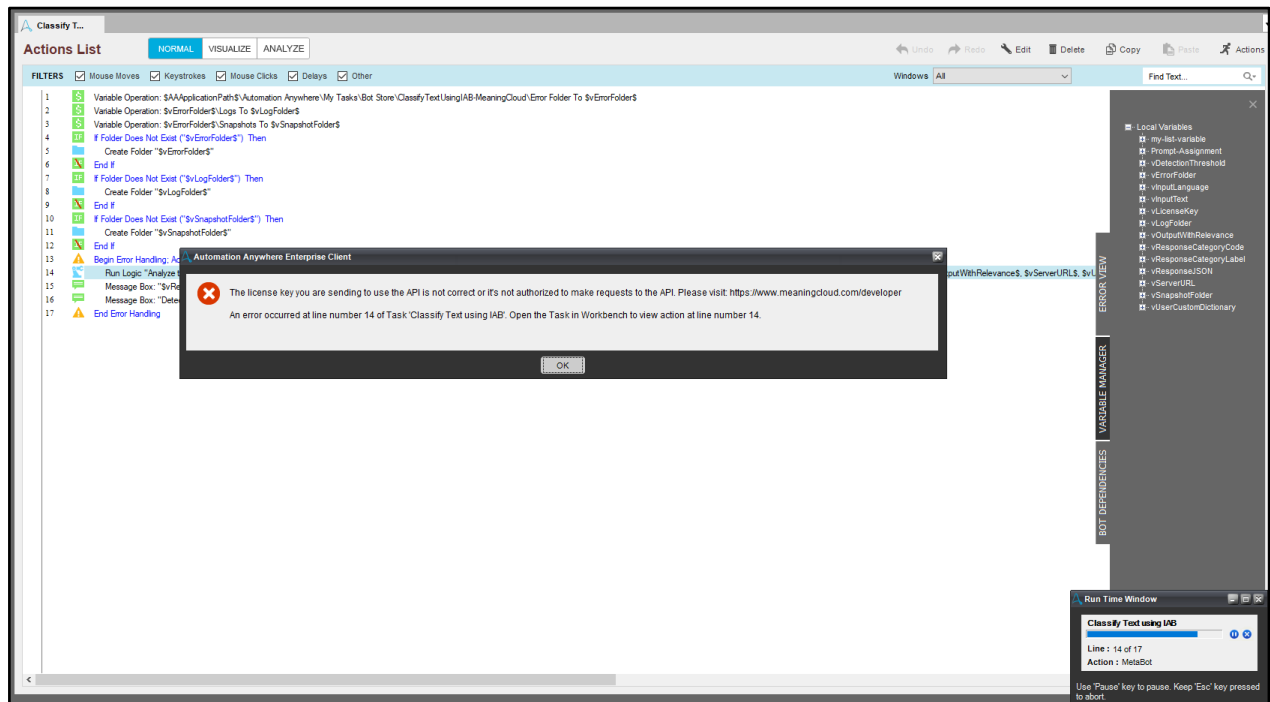 Classify T...
Actions List NORMAL VISUALIZE ANALYZE Undo Redo Edit Delete Copy Paste Actions
FILTERS Mouse Moves Keystrokes Mouse Clicks Delays Other Windows All Find Text...
1 Variable Operation: $AAApplicationPath$\Automation Anywhere\My Tasks\Bot Store\ClassifyTextUsingIAB-MeaningCloud\Error Folder To $vErrorFolder$
2 Variable Operation: $vErrorFolder$\Logs To $vLogFolder$
3 Variable Operation: $vErrorFolder$\Snapshots To $vSnapshotFolder$
4 IF If Folder Does Not Exist ("$vErrorFolder$") Then
5 Create Folder "$vErrorFolder$"
6 End If
7 IF If Folder Does Not Exist ("$vLogFolder$") Then
8 Create Folder "$vLogFolder$"
9 End If
10 IF If Folder Does Not Exist ("$vSnapshotFolder$") Then
11 Create Folder "$vSnapshotFolder$"
12 End If
13 Begin Error Handling; Ac
14 Run Logic "Analyze t putWithRelevance$, $vServerURL$, $vL
15 Message Box: "$vRe
16 Message Box: "Dete
17 End Error Handling
Automation Anywhere Enterprise Client
The license key you are sending to use the API is not correct or it's not authorized to make requests to the API. Please visit: https://www.meaningcloud.com/developer
An error occurred at line number 14 of Task 'Classify Text using IAB'. Open the Task in Workbench to view action at line number 14.
OK
ERROR VIEW
VARIABLE MANAGER
BOT DEPENDENCIES
Local Variables
my-list-variable
Prompt-Assignment
vDetectionThreshold
vErrorFolder
vInputLanguage
vInputText
vLicenseKey
vLogFolder
vOutputWithRelevance
vResponseCategoryCode
vResponseCategoryLabel
vResponseJSON
vServerURL
vSnapshotFolder
vUserCustomDictionary
Run Time Window
Classify Text using IAB
Line : 14 of 17
Action : MetaBot
Use 'Pause' key to pause. Keep 'Esc' key pressed
to abort.